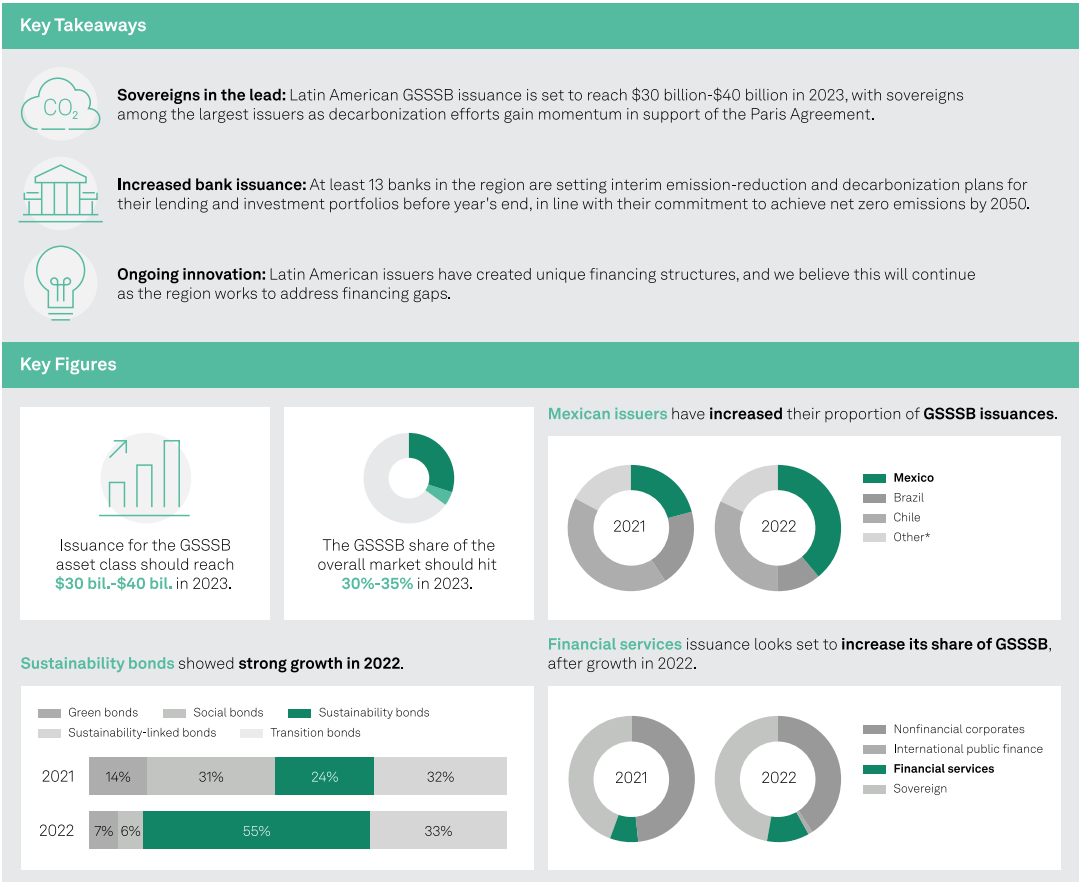 Key Takeaways
CO2
Sovereigns in the lead: Latin American GSSSB issuance is set to reach $30 billion-$40 billion in 2023, with sovereigns
among the largest issuers as decarbonization efforts gain momentum in support of the Paris Agreement.
Increased bank issuance: At least 13 banks in the region are setting interim emission-reduction and decarbonization plans for
their lending and investment portfolios before year's end, in line with their commitment to achieve net zero emissions by 2050.
Ongoing innovation: Latin American issuers have created unique financing structures, and we believe this will continue
as the region works to address financing gaps.
Key Figures
Issuance for the GSSSB
asset class should reach
$30 bil.-$40 bil. in 2023.
The GSSSB share of the
overall market should hit
30%-35% in 2023.
Mexican issuers have increased their proportion of GSSSB issuances.
2021
2022
Mexico
Brazil
Chile
Other*
Sustainability bonds showed strong growth in 2022.
Green bonds Social bonds Sustainability bonds
Sustainability-linked bonds Transition bonds
2021 14% 31% 24% 32%
2022 7% 6% 55% 33%
Financial services issuance looks set to increase its share of GSSSB,
after growth in 2022.
2021
2022
Nonfinancial corporates
International public finance
Financial services
Sovereign